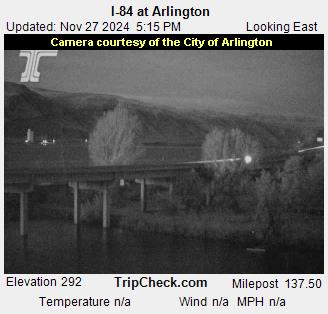 I-84 at Arlington
Updated: Nov 27 2024 5:15 PM Looking East
Camera courtesy of the City of Arlington
Elevation 292 TripCheck.com Milepost 137.50
Temperature n/a Wind n/a MPH n/a